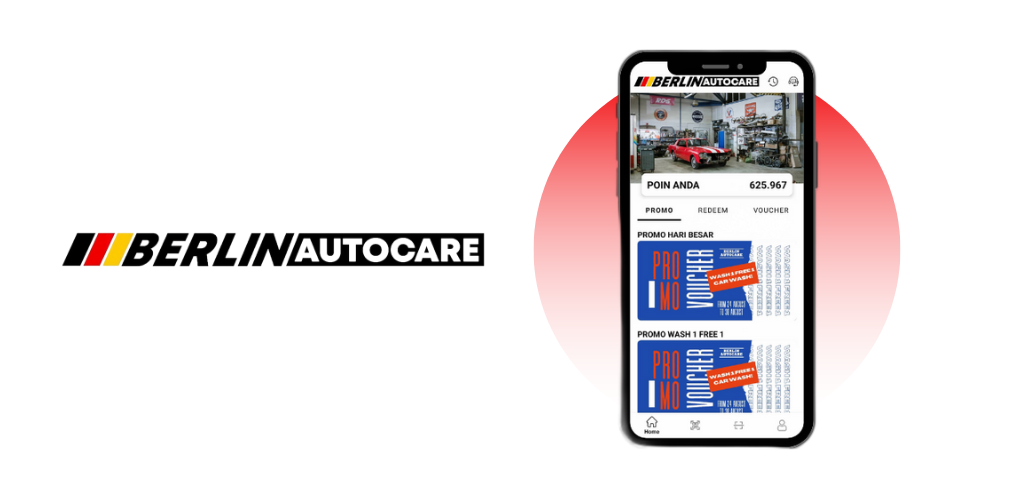 BERLINAUTOCARE
BERLINAUTOCARE
POIN ANDA 625.967
PROMO REDEEM VOUCHER
PROMO HARI BESAR
PRO
MO
VOUCHER
BERLIN
AUTOCARE
WASH 1 FREE 1
CAR WASH!
PROMO WASH 1 FREE 1
PRO
MO
VOUCHER
BERLIN
AUTOCARE
WASH 1 FREE 1
CAR WASH!
Home